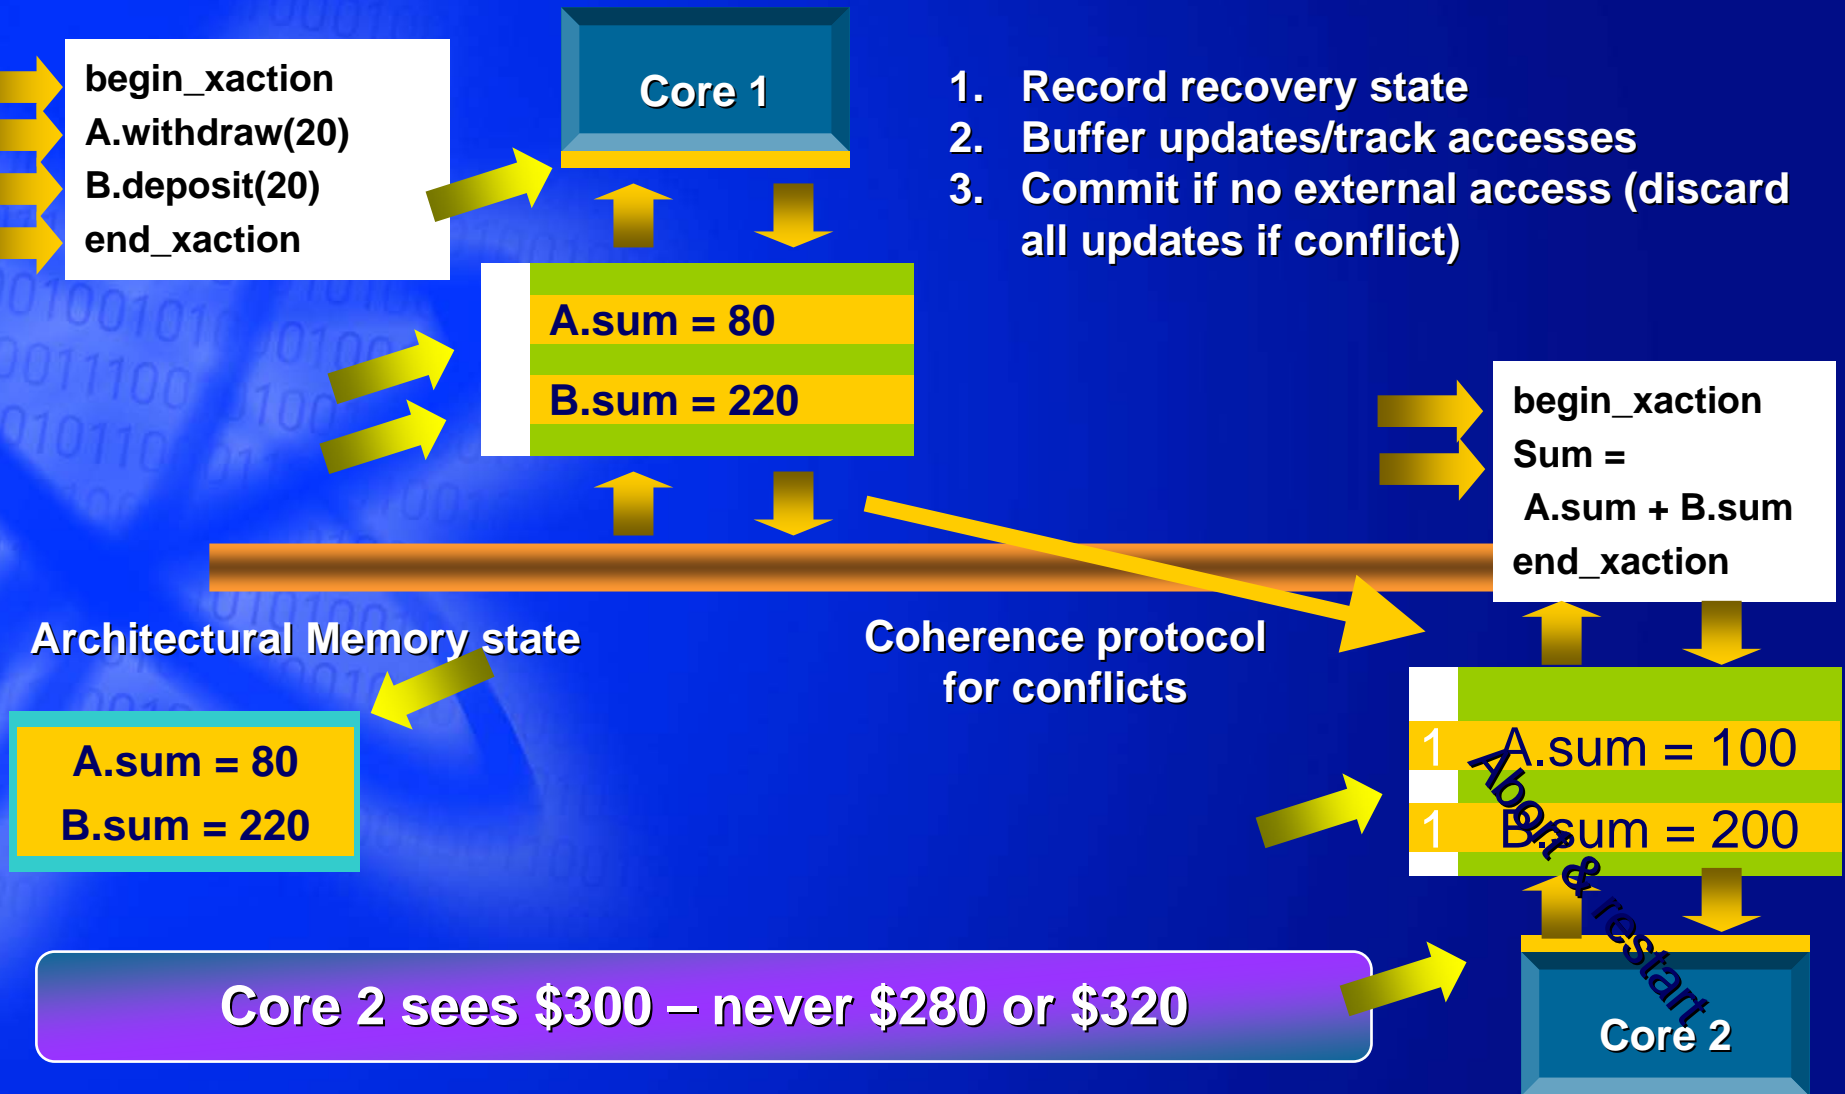 begin_xaction
A.withdraw(20)
B.deposit(20)
end_xaction
Core 1
1. Record recovery state
2. Buffer updates/track accesses
3. Commit if no external access (discard
all updates if conflict)
A.sum = 80
B.sum = 220
begin_xaction
Sum =
A.sum + B.sum
end_xaction
Architectural Memory state
A.sum = 80
B.sum = 220
Coherence protocol
for conflicts
1 A.sum = 100
1 B.sum = 200
Abort & restart
Core 2 sees $300 – never $280 or $320
Core 2